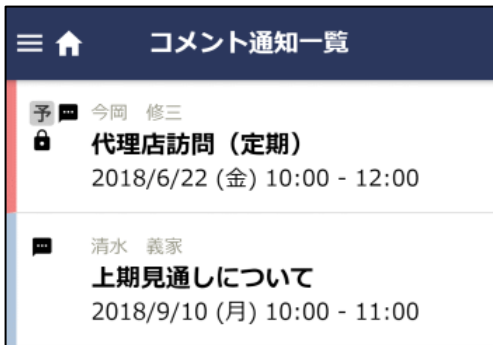 コメント通知一覧
予 今岡　修三
代理店訪問（定期）
2018/6/22 (金) 10:00 - 12:00
清水　義家
上期見通しについて
2018/9/10 (月) 10:00 - 11:00